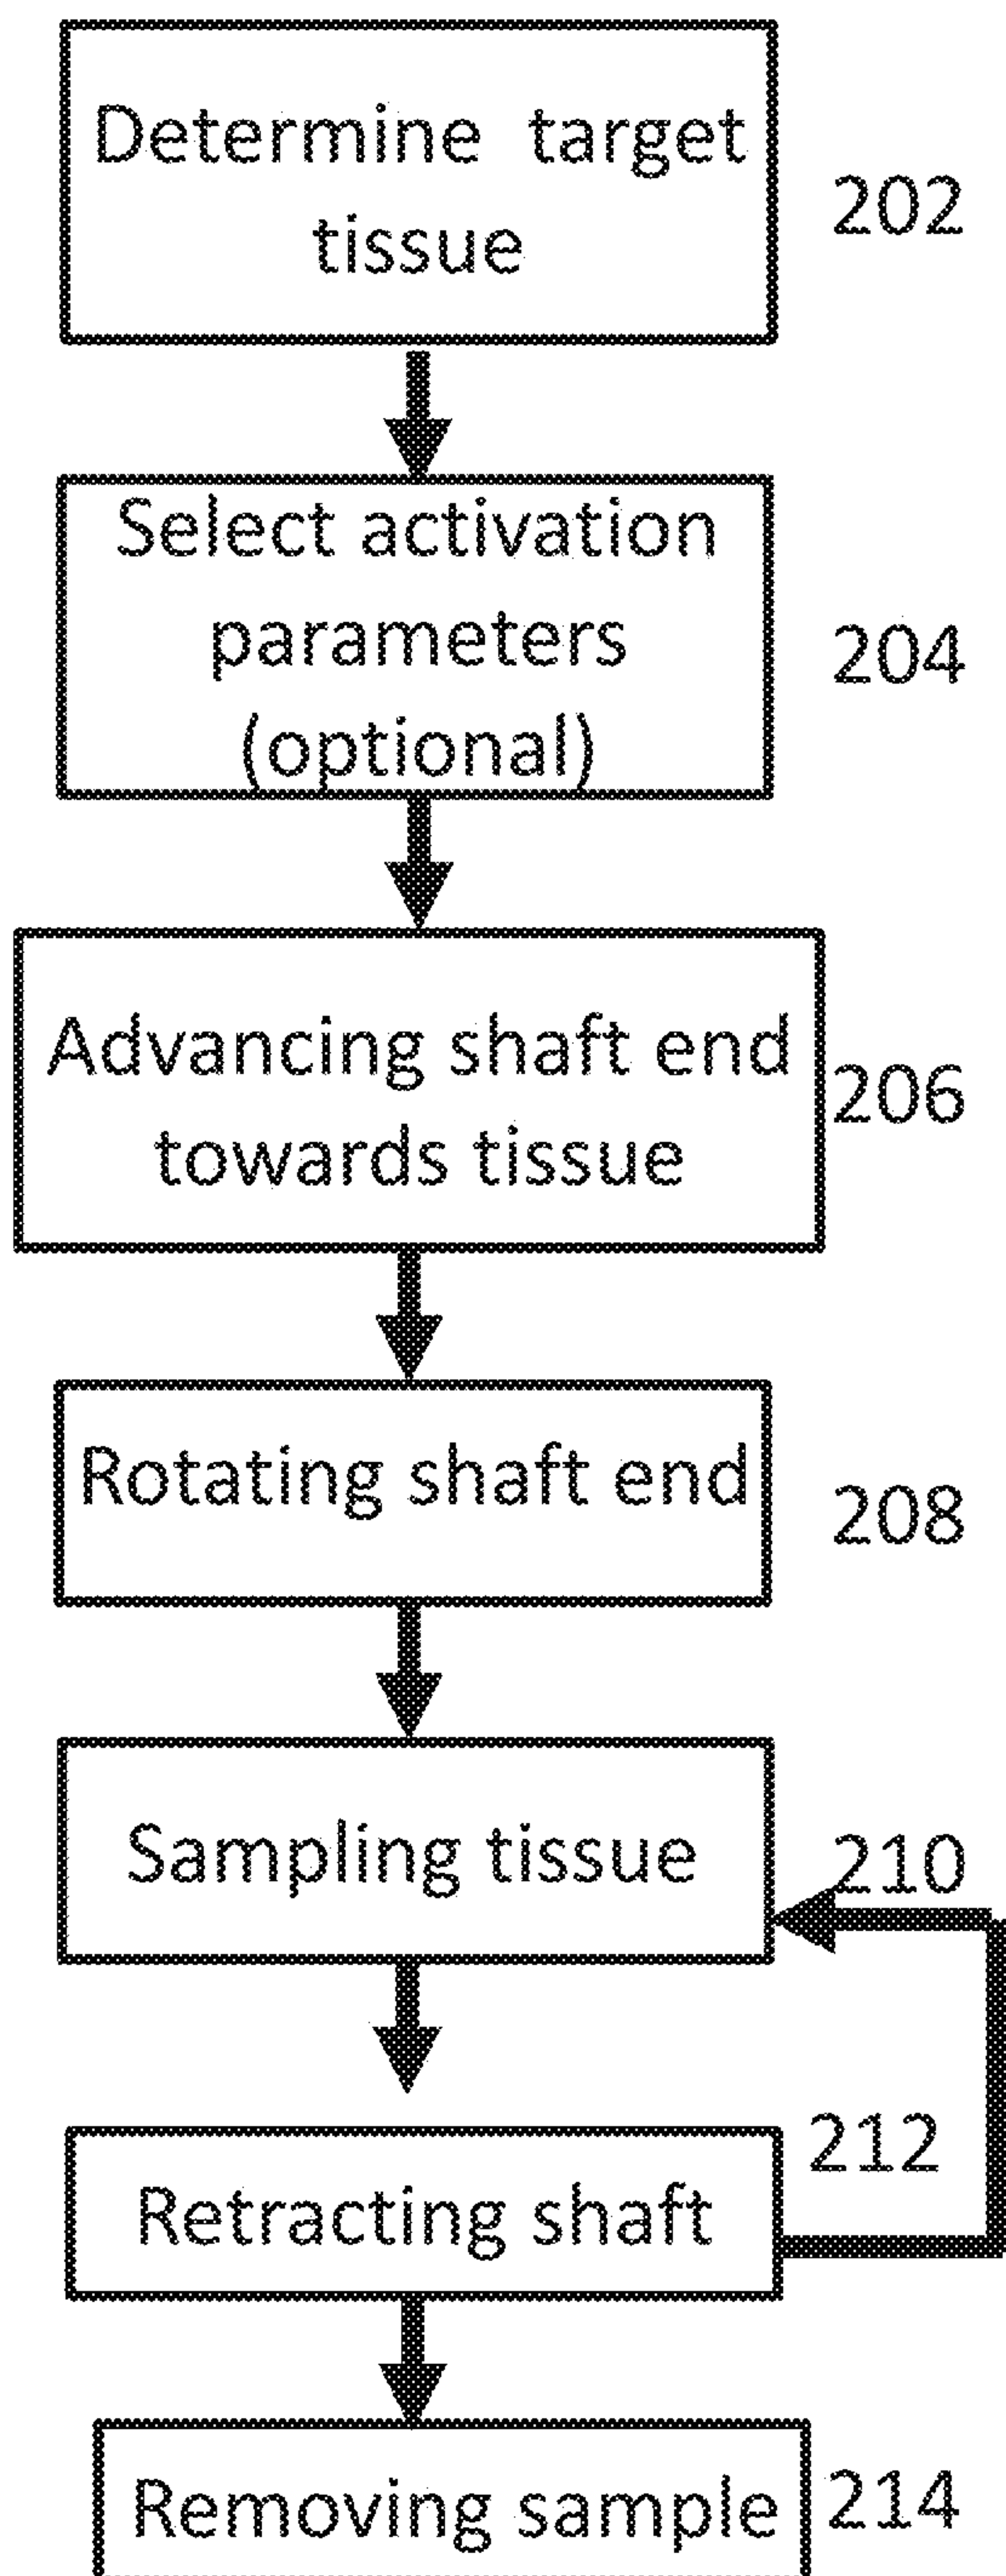 Determine target
tissue
202
Select activation
parameters
(optional)
204
Advancing shaft end
towards tissue
206
Rotating shaft end
208
Sampling tissue
210
Retracting shaft
212
Removing sample
214